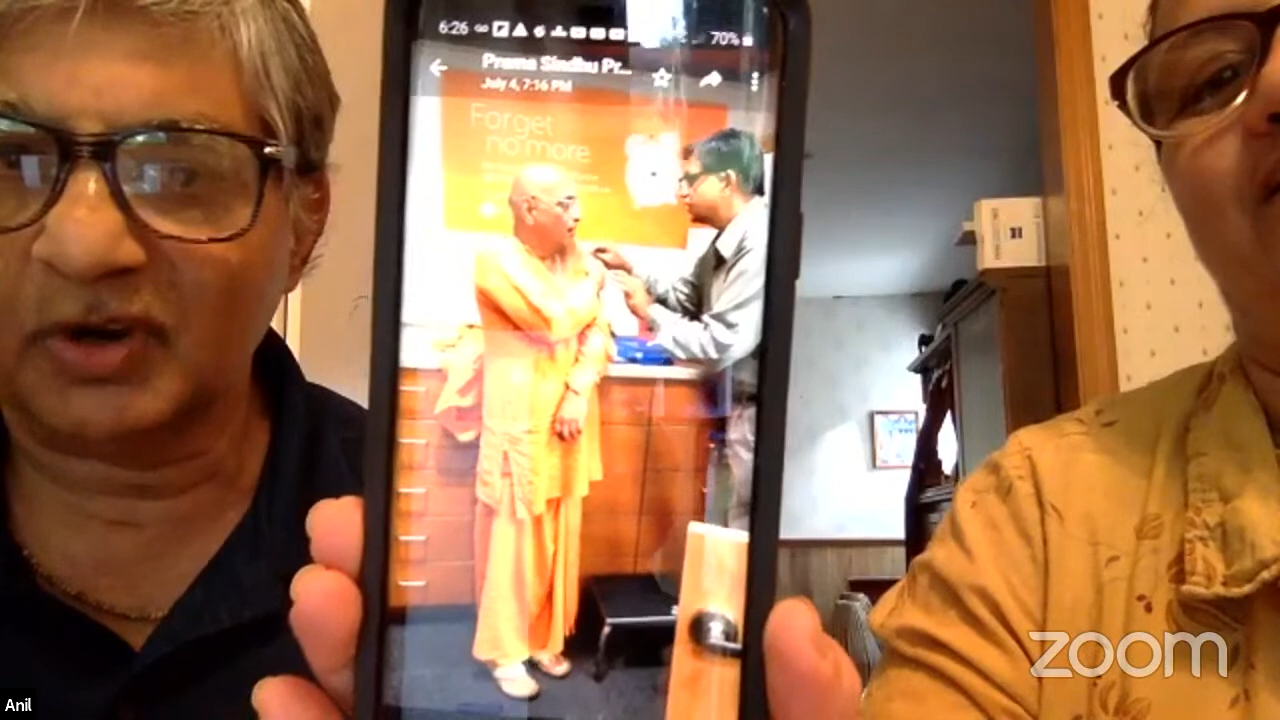 6:26
70%
Prema Sindhu Pr...
July 4, 7:16 PM
Forget
no more
zoom
Anil